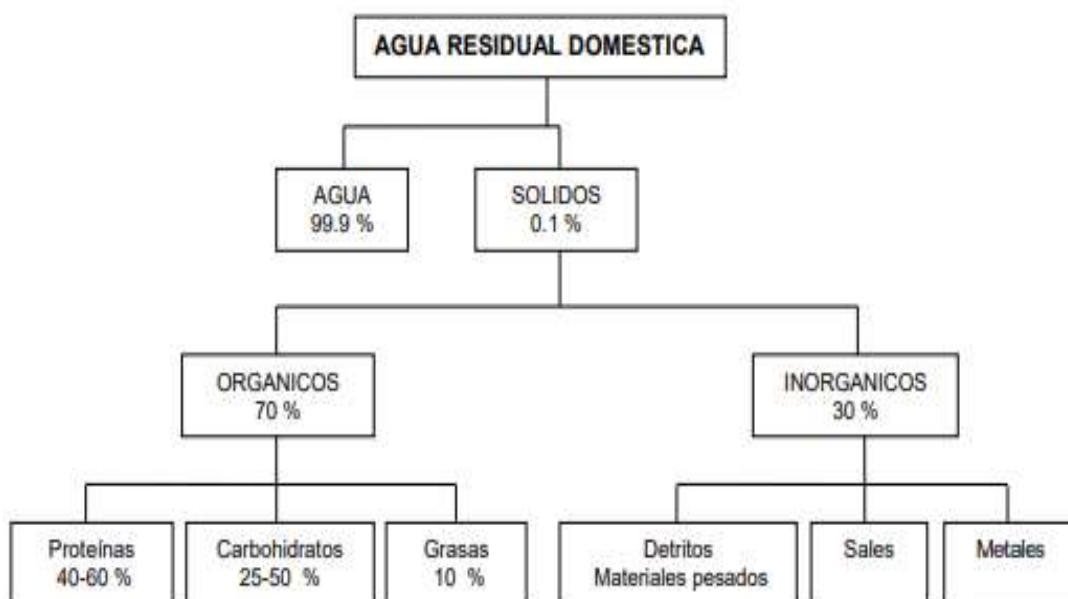 AGUA RESIDUAL DOMESTICA
AGUA
99.9 %
SOLIDOS
0.1 %
ORGANICOS
70 %
INORGANICOS
30 %
Proteínas
40-60 %
Carbohidratos
25-50 %
Grasas
10 %
Detritos
Materiales pesados
Sales
Metales